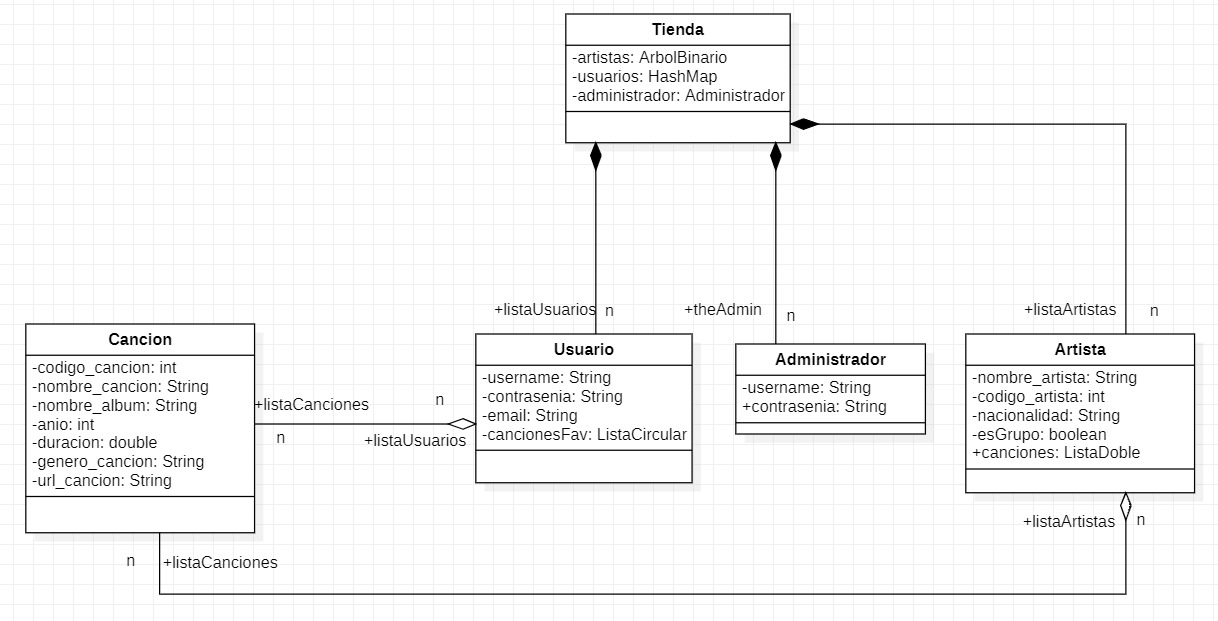 Tienda
-artistas: ArbolBinario
-usuarios: HashMap
-administrador: Administrador
+listaUsuarios
n
+theAdmin
n
+listaArtistas
n
Cancion
-codigo_cancion: int
-nombre_cancion: String
-nombre_album: String
-anio: int
-duracion: double
-genero_cancion: String
-url_cancion: String
+listaCanciones
n
n
+listaUsuarios
Usuario
-username: String
-contrasenia: String
-email: String
-cancionesFav: ListaCircular
Administrador
-username: String
+contrasenia: String
Artista
-nombre_artista: String
-codigo_artista: int
-nacionalidad: String
-esGrupo: boolean
+canciones: ListaDoble
+listaArtistas
n
n
+listaCanciones